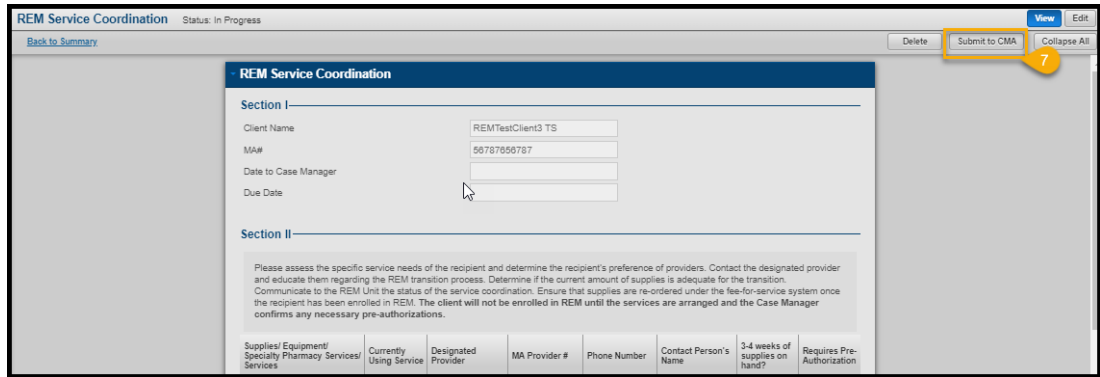 REM Service Coordination Status: In Progress View Edit
Back to Summary Delete Submit to CMA Collapse All
7
REM Service Coordination
Section I
Client Name REMTestClient3 TS
MA# 56787656787
Date to Case Manager
Due Date
Section II
Please assess the specific service needs of the recipient and determine the recipient's preference of providers. Contact the designated provider
and educate them regarding the REM transition process. Determine if the current amount of supplies is adequate for the transition.
Communicate to the REM Unit the status of the service coordination. Ensure that supplies are re-ordered under the fee-for-service system once
the recipient has been enrolled in REM. The client will not be enrolled in REM until the services are arranged and the Case Manager
confirms any necessary pre-authorizations.
Supplies/ Equipment/
Specialty Pharmacy Services/
Services
Currently
Using Service
Designated
Provider
MA Provider #
Phone Number
Contact Person's
Name
3-4 weeks of
supplies on
hand?
Requires Pre-
Authorization